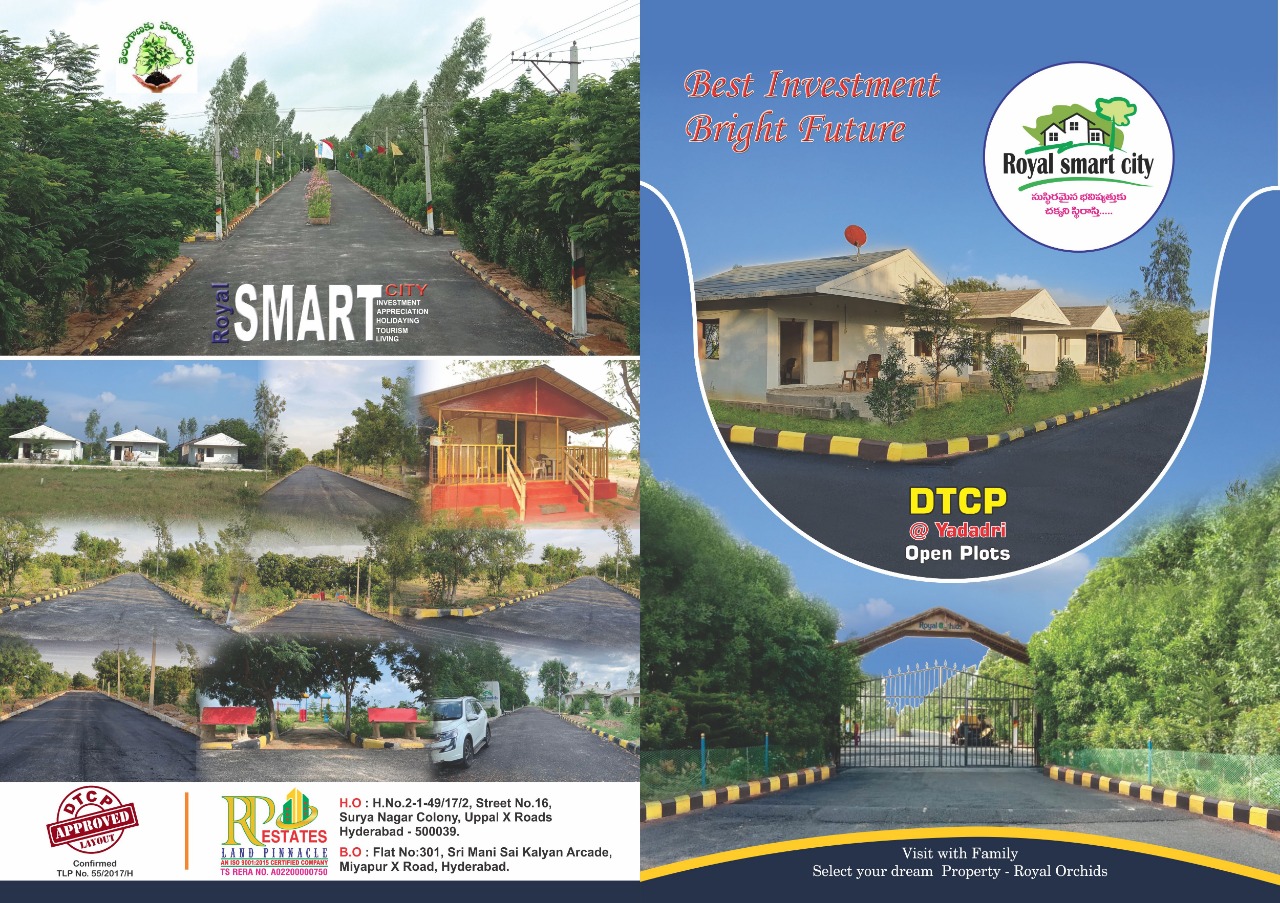 తెలంగాణకు హరితహారం
Royal
SMART
CITY
INVESTMENT
APPRECIATION
HOLIDAYING
TOURISM
LIVING
DTCP
APPROVED
LAYOUT
Confirmed
TLP No. 55/2017/H
RP
ESTATES
LAND PINNACLE
AN ISO 9001:2015 CERTIFIED COMPANY
TS RERA NO. A02200000750
H.O : H.No.2-1-49/17/2, Street No.16,
Surya Nagar Colony, Uppal X Roads
Hyderabad - 500039.
B.O : Flat No:301, Sri Mani Sai Kalyan Arcade,
Miyapur X Road, Hyderabad.
Best Investment
Bright Future
Royal smart city
సుస్థిరమైన భవిష్యత్తుకు
చక్కని స్థిరాస్తి.....
DTCP
@ Yadadri
Open Plots
Royal
Visit with Family
Select your dream Property - Royal Orchids